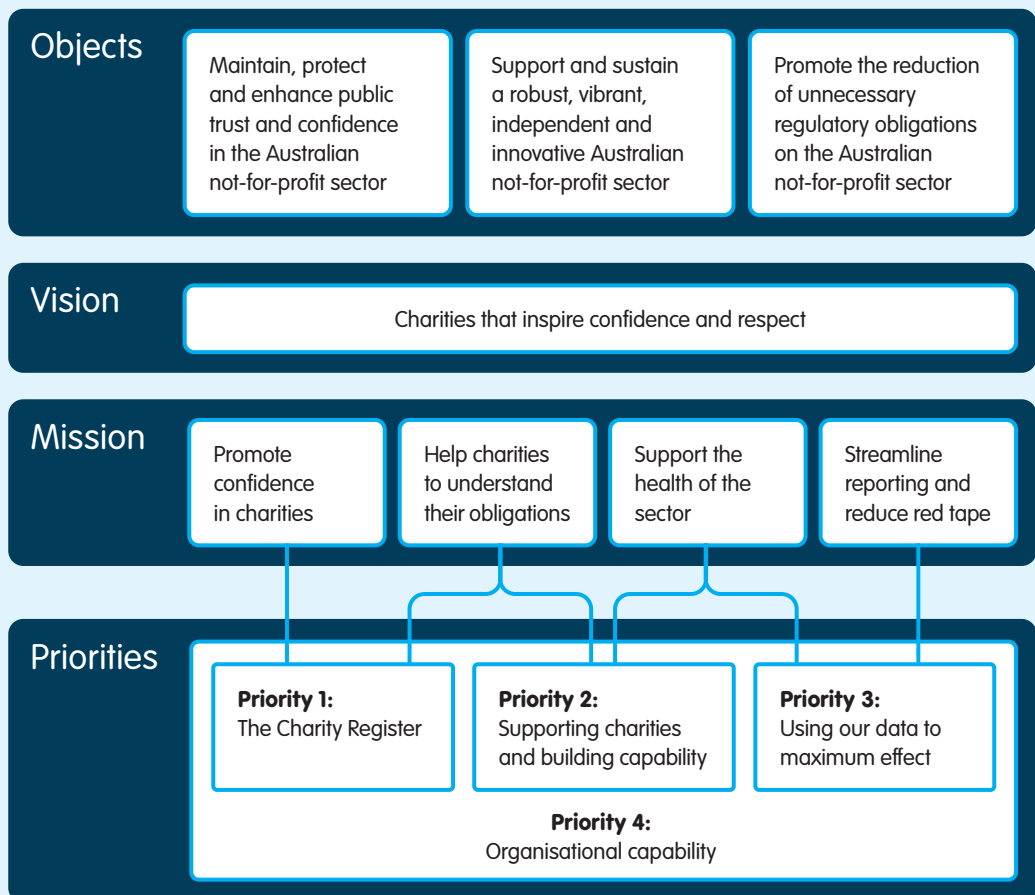 Objects
Maintain, protect
and enhance public
trust and confidence
in the Australian
not-for-profit sector
Support and sustain
a robust, vibrant,
independent and
innovative Australian
not-for-profit sector
Promote the reduction
of unnecessary
regulatory obligations
on the Australian
not-for-profit sector
Vision
Charities that inspire confidence and respect
Mission
Promote
confidence
in charities
Help charities
to understand
their obligations
Support the
health of the
sector
Streamline
reporting and
reduce red tape
Priorities
Priority 1:
The Charity Register
Priority 2:
Supporting charities
and building capability
Priority 3:
Using our data to
maximum effect
Priority 4:
Organisational capability